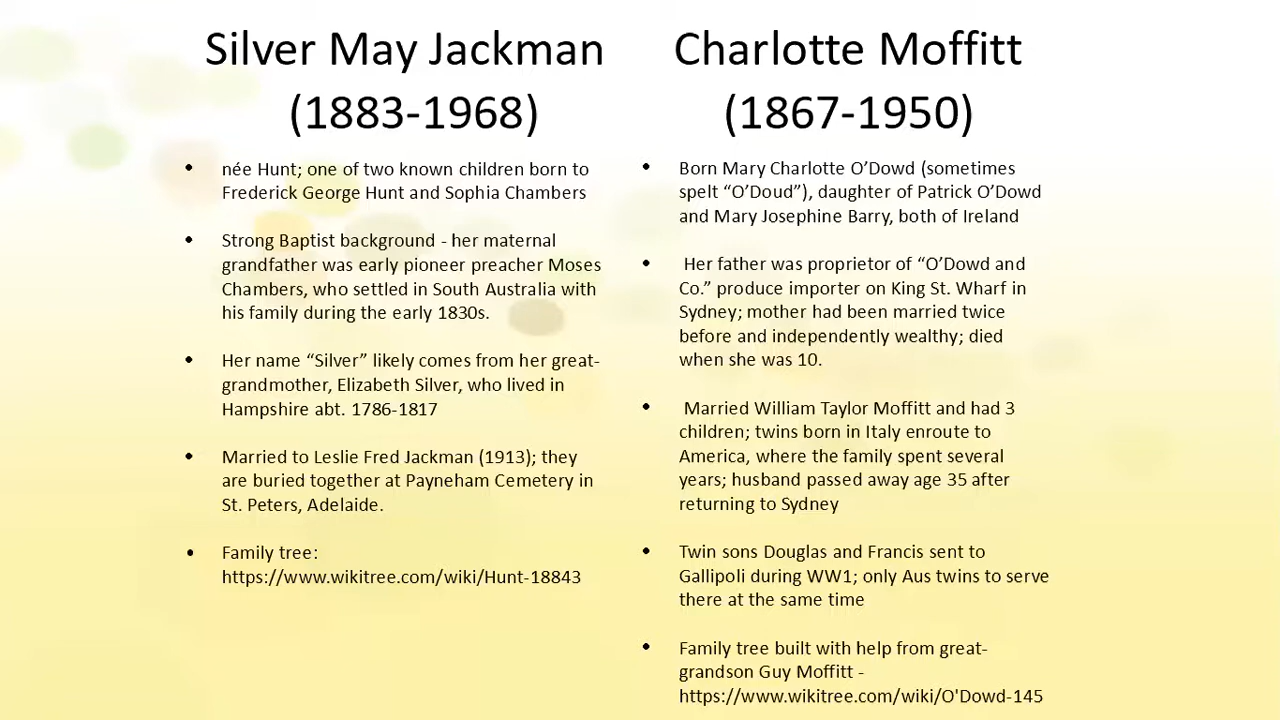 Silver May Jackman
(1883-1968)
• née Hunt; one of two known children born to
Frederick George Hunt and Sophia Chambers
• Strong Baptist background - her maternal
grandfather was early pioneer preacher Moses
Chambers, who settled in South Australia with
his family during the early 1830s.
• Her name “Silver” likely comes from her great-
grandmother, Elizabeth Silver, who lived in
Hampshire abt. 1786-1817
• Married to Leslie Fred Jackman (1913); they
are buried together at Payneham Cemetery in
St. Peters, Adelaide.
• Family tree:
https://www.wikitree.com/wiki/Hunt-18843
Charlotte Moffitt
(1867-1950)
• Born Mary Charlotte O’Dowd (sometimes
spelt “O’Doud”), daughter of Patrick O’Dowd
and Mary Josephine Barry, both of Ireland
• Her father was proprietor of “O’Dowd and
Co.” produce importer on King St. Wharf in
Sydney; mother had been married twice
before and independently wealthy; died
when she was 10.
• Married William Taylor Moffitt and had 3
children; twins born in Italy enroute to
America, where the family spent several
years; husband passed away age 35 after
returning to Sydney
• Twin sons Douglas and Francis sent to
Gallipoli during WW1; only Aus twins to serve
there at the same time
• Family tree built with help from great-
grandson Guy Moffitt -
https://www.wikitree.com/wiki/O'Dowd-145